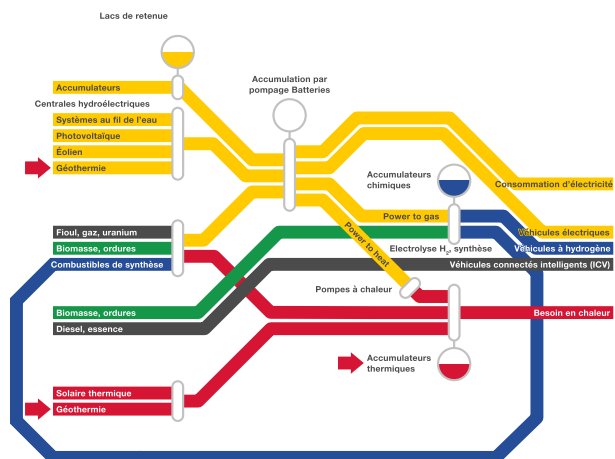 Lacs de retenue
Accumulation par
pompage Batteries
Accumulateurs
Centrales hydroélectriques
Systèmes au fil de l'eau
Photovoltaïque
Éolien
Géothermie
Accumulateurs
chimiques
Consommation d'électricité
Power to gas
Véhicules électriques
Fioul, gaz, uranium
Biomasse, ordures
Combustibles de synthèse
Power to heat
Electrolyse H₂, synthèse
Véhicules à hydrogène
Véhicules connectés intelligents (ICV)
Pompes à chaleur
Biomasse, ordures
Diesel, essence
Besoin en chaleur
Accumulateurs
thermiques
Solaire thermique
Géothermie